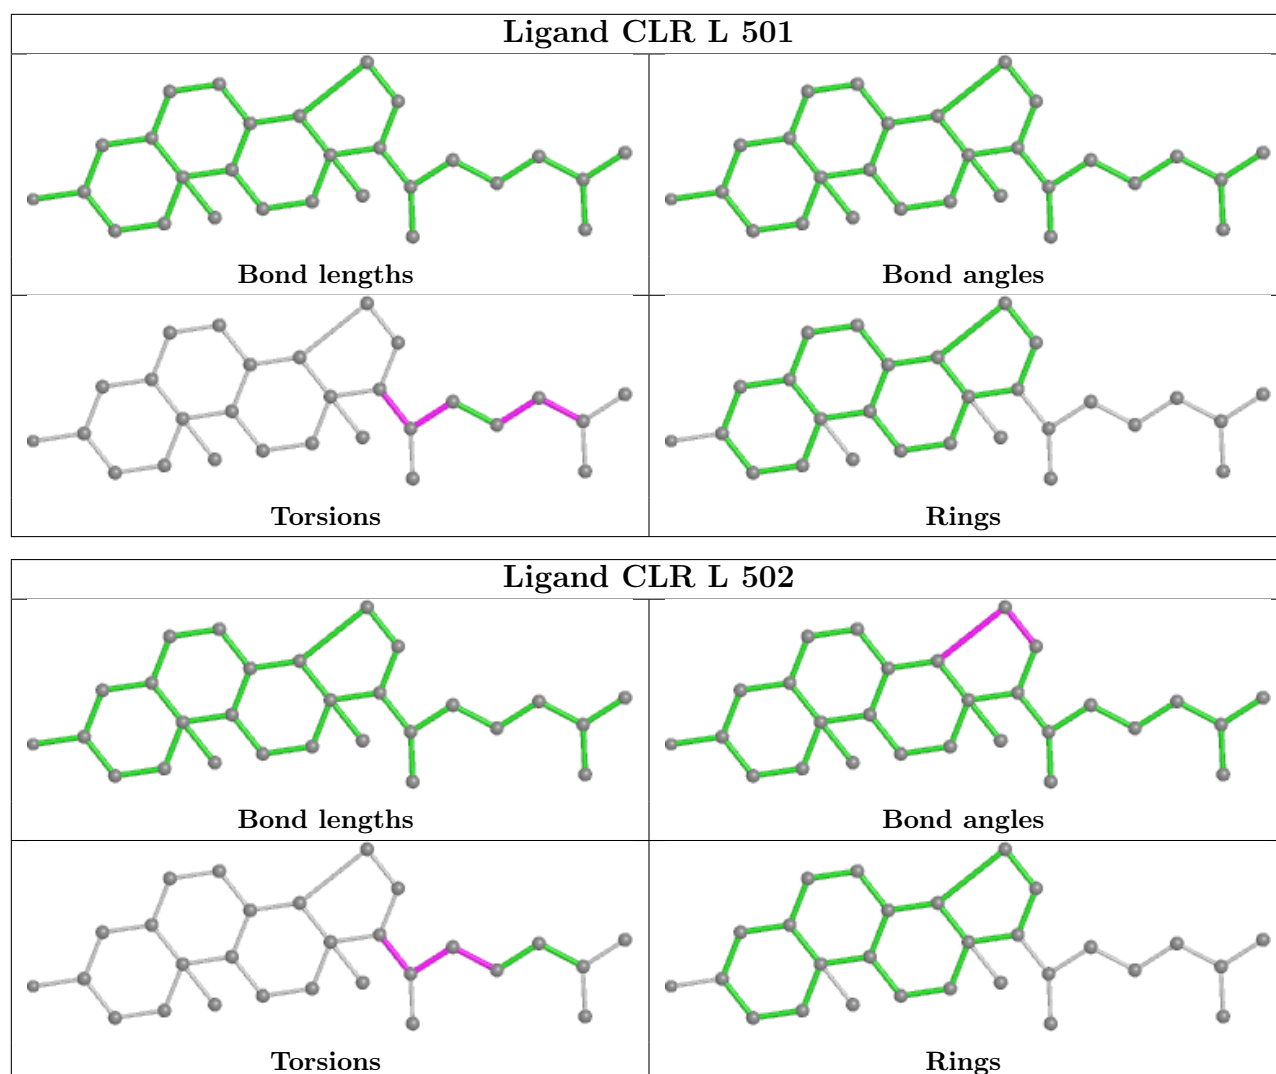 Ligand CLR L 501
Bond lengths
Bond angles
Torsions
Rings
Ligand CLR L 502
Bond lengths
Bond angles
Torsions
Rings